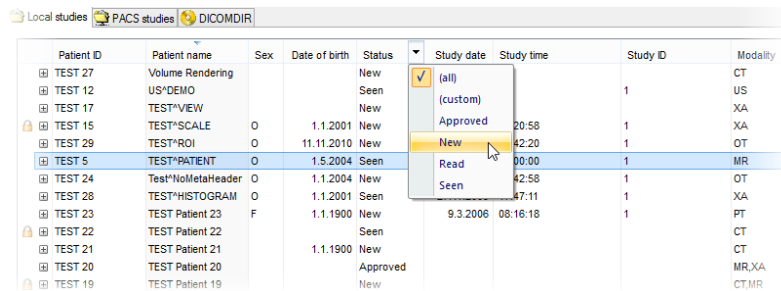 Local studies PACS studies DICOMDIR
Patient ID Patient name Sex Date of birth Status Study date Study time Study ID Modality
TEST 27 Volume Rendering New CT
(all)
TEST 12 US^DEMO Seen 1 US
(custom)
TEST 17 TEST^VIEW New XA
Approved
TEST 15 TEST^SCALE O 1.1.2001 New 20:58 1 XA
New
TEST 29 TEST^ROI O 11.11.2010 New 42:20 1 OT
Read
TEST 5 TEST^PATIENT O 1.5.2004 Seen 00:00 1 MR
TEST 24 Test^NoMetaHeader O 1.1.2004 New 42:58 1 OT
Seen
TEST 28 TEST^HISTOGRAM O 1.1.2001 Seen 47:11 1 XA
TEST 23 TEST Patient 23 F 1.1.1900 New 9.3.2006 08:16:18 1 PT
TEST 22 TEST Patient 22 Seen CT
TEST 21 TEST Patient 21 1.1.1900 New CT
TEST 20 TEST Patient 20 Approved MR,XA
TEST 19 TEST Patient 19 New CT,MR